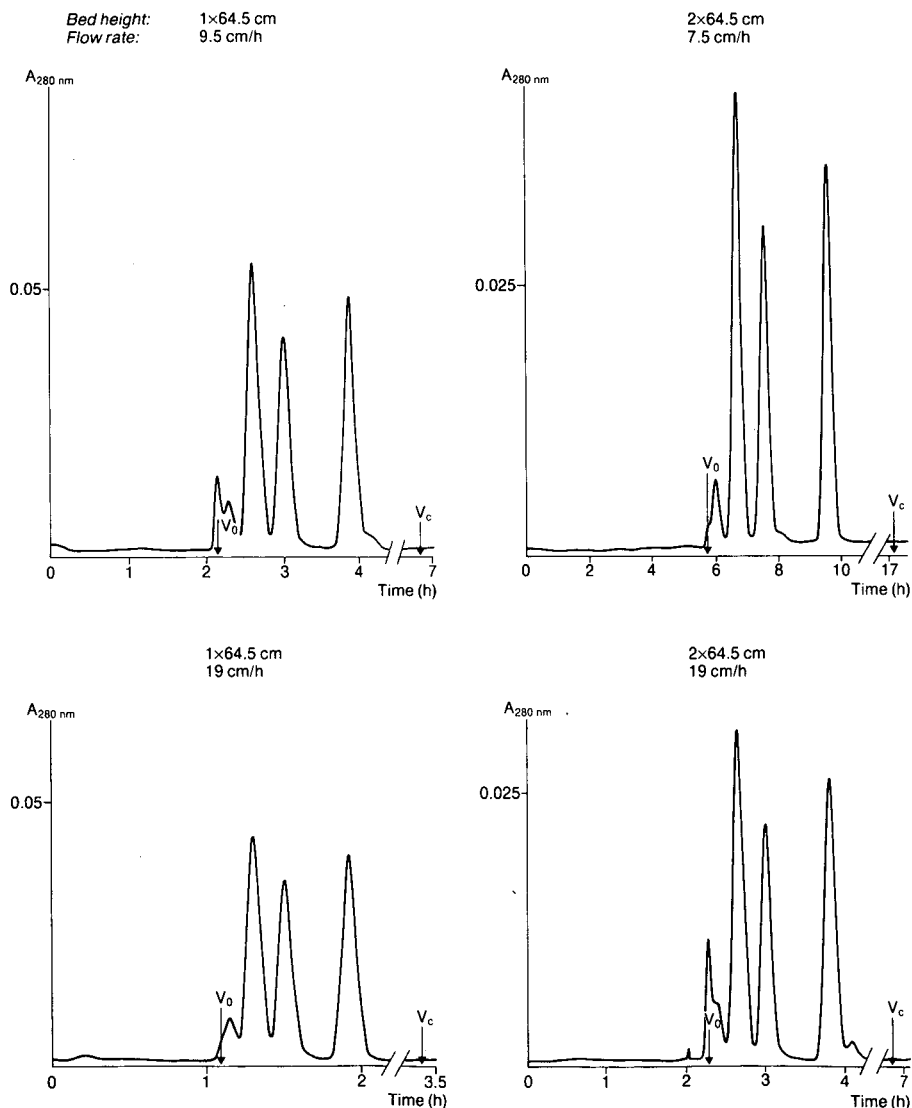 Bed height: 1×64.5 cm
Flow rate: 9.5 cm/h
A280 nm
0.05
V0
Vc
0 1 2 3 4 7
Time (h)
2×64.5 cm
7.5 cm/h
A280 nm
0.025
V0
Vc
0 2 4 6 8 10 17
Time (h)
1×64.5 cm
19 cm/h
A280 nm
0.05
V0
Vc
0 1 2 3.5
Time (h)
2×64.5 cm
19 cm/h
A280 nm
0.025
V0
Vc
0 1 2 3 4 7
Time (h)